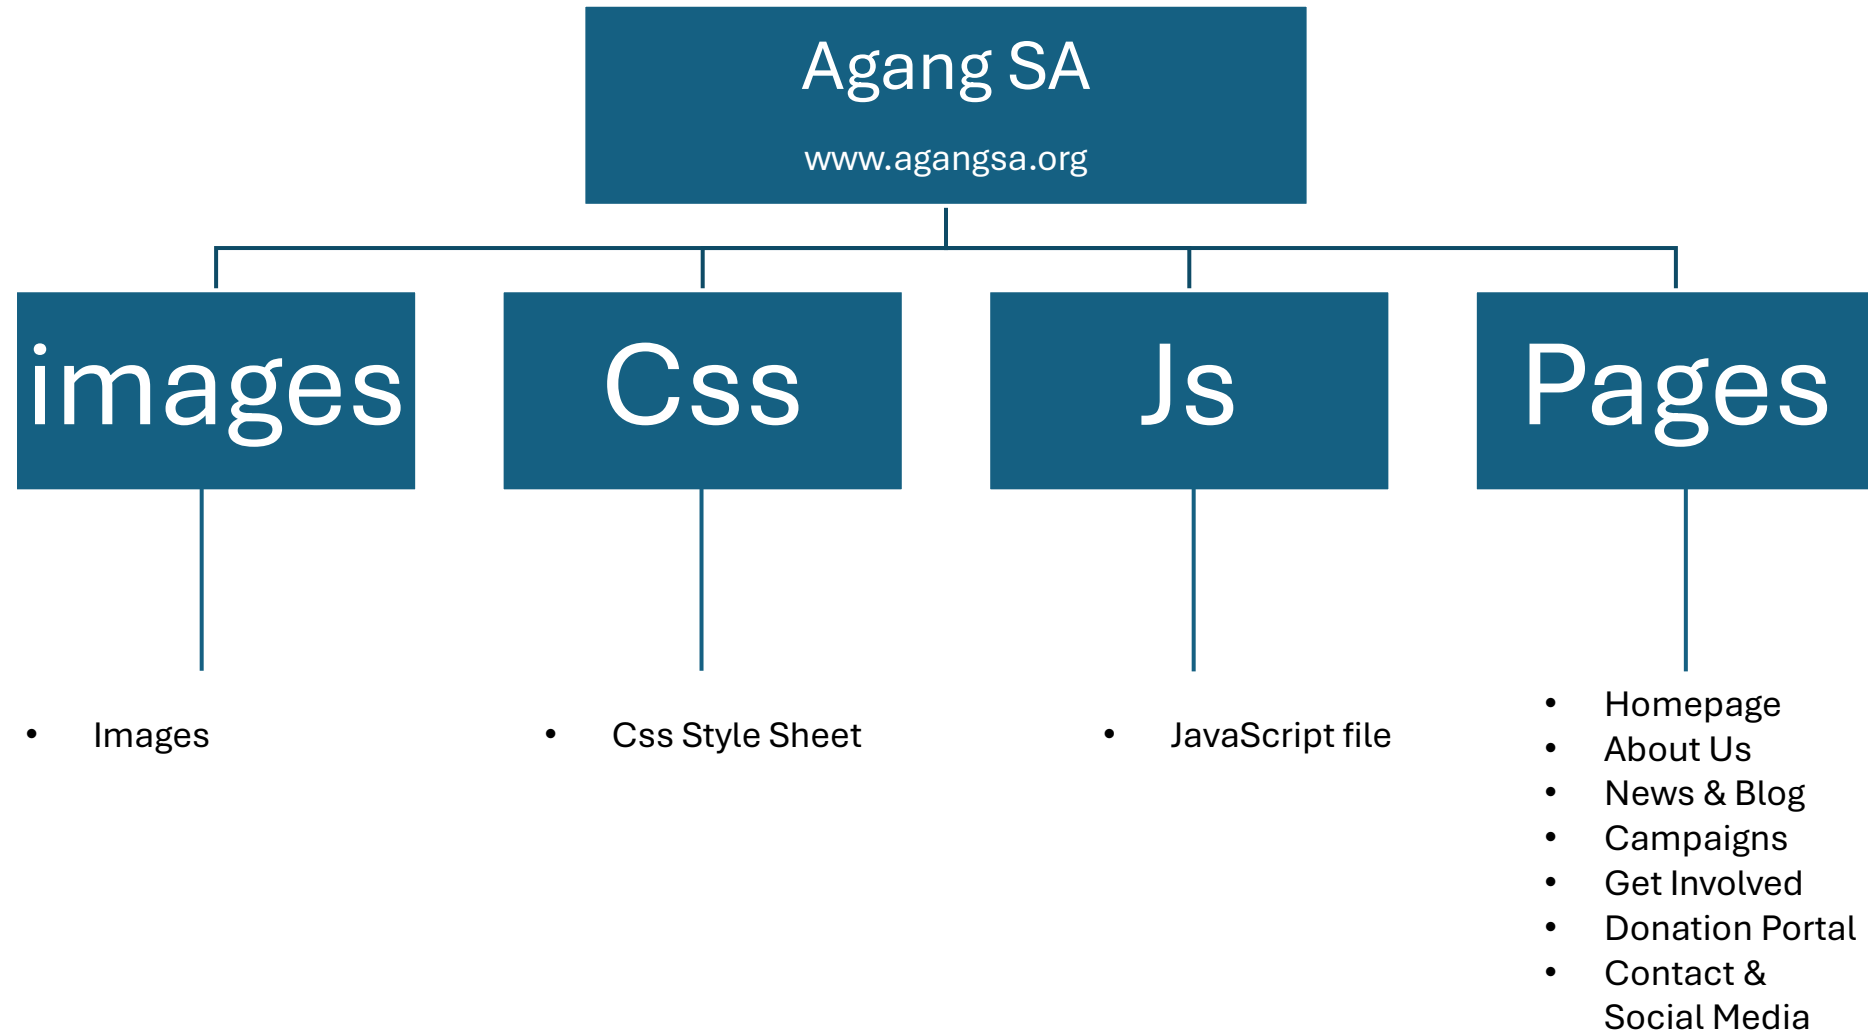 Agang SA
www.agangsa.org
images
Css
Js
Pages
• Images
• Css Style Sheet
• JavaScript file
• Homepage
• About Us
• News & Blog
• Campaigns
• Get Involved
• Donation Portal
• Contact &
Social Media